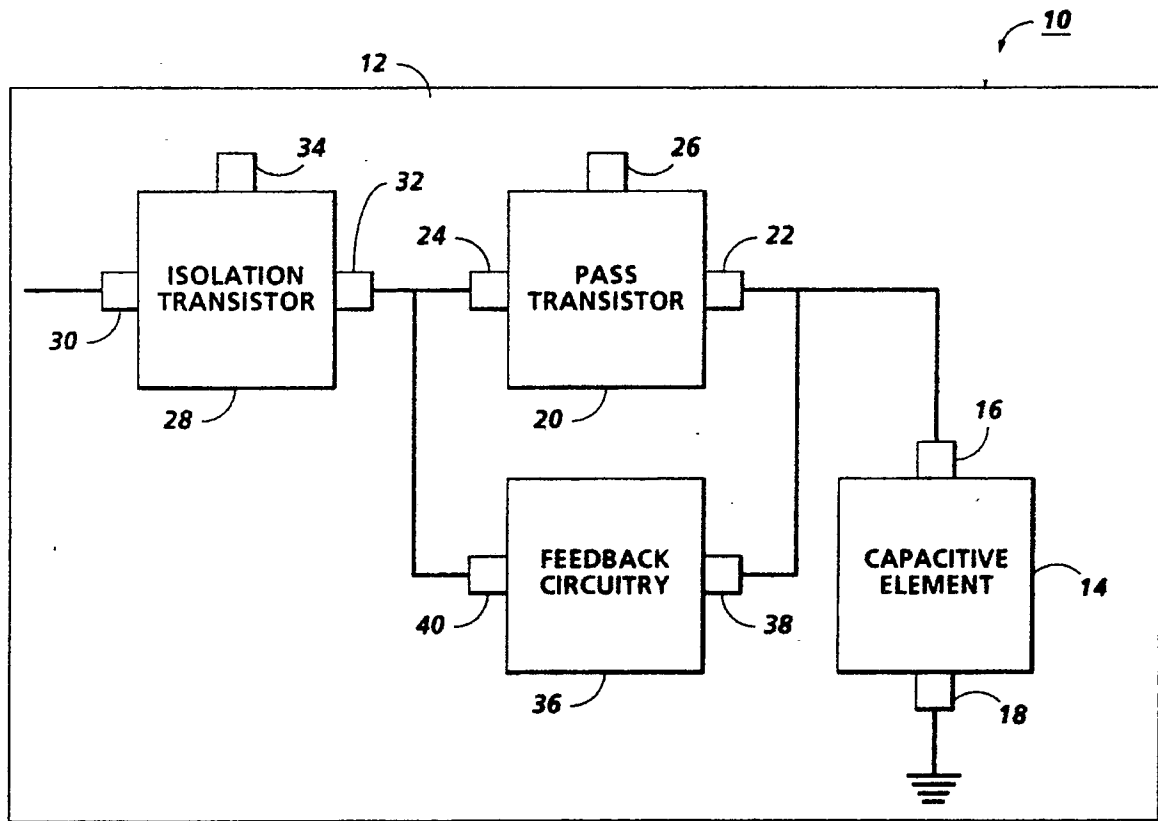 10
12
34
26
32
24
22
ISOLATION
TRANSISTOR
PASS
TRANSISTOR
30
28
20
16
FEEDBACK
CIRCUITRY
CAPACITIVE
ELEMENT
14
40
38
36
18